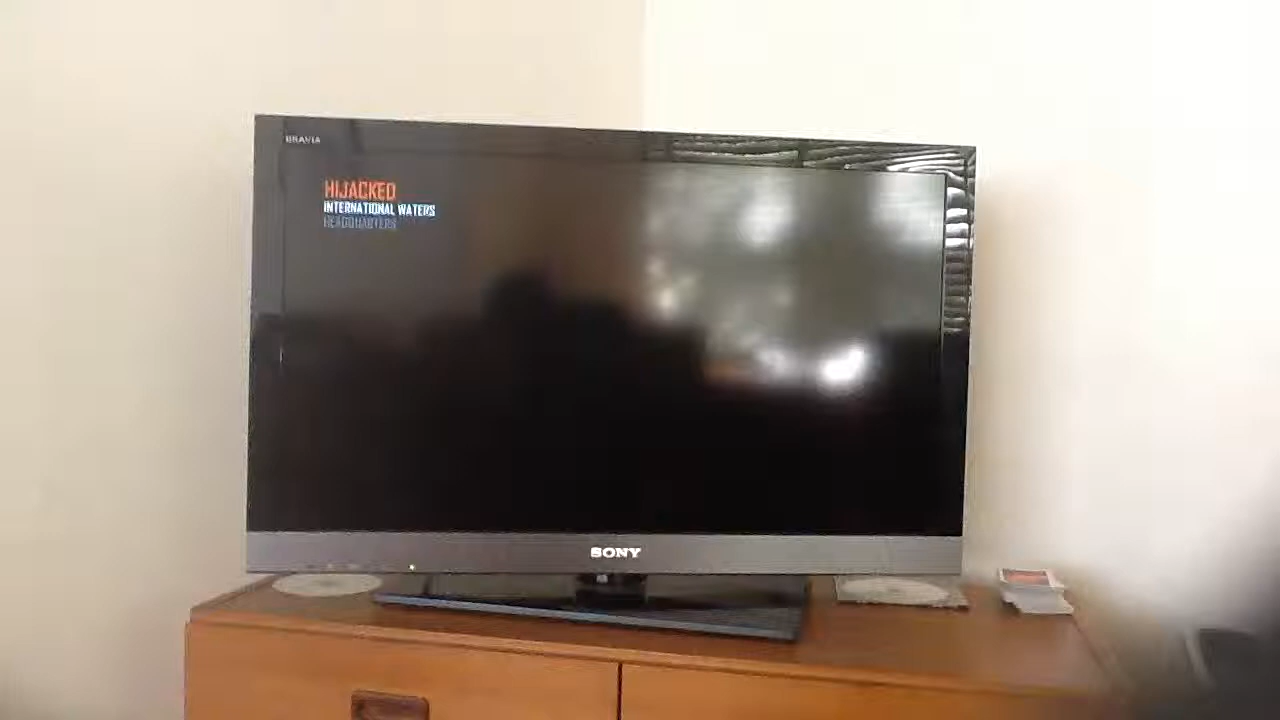 BRAVIA
HIJACKED
INTERNATIONAL WATERS
HEADQUARTERS
SONY